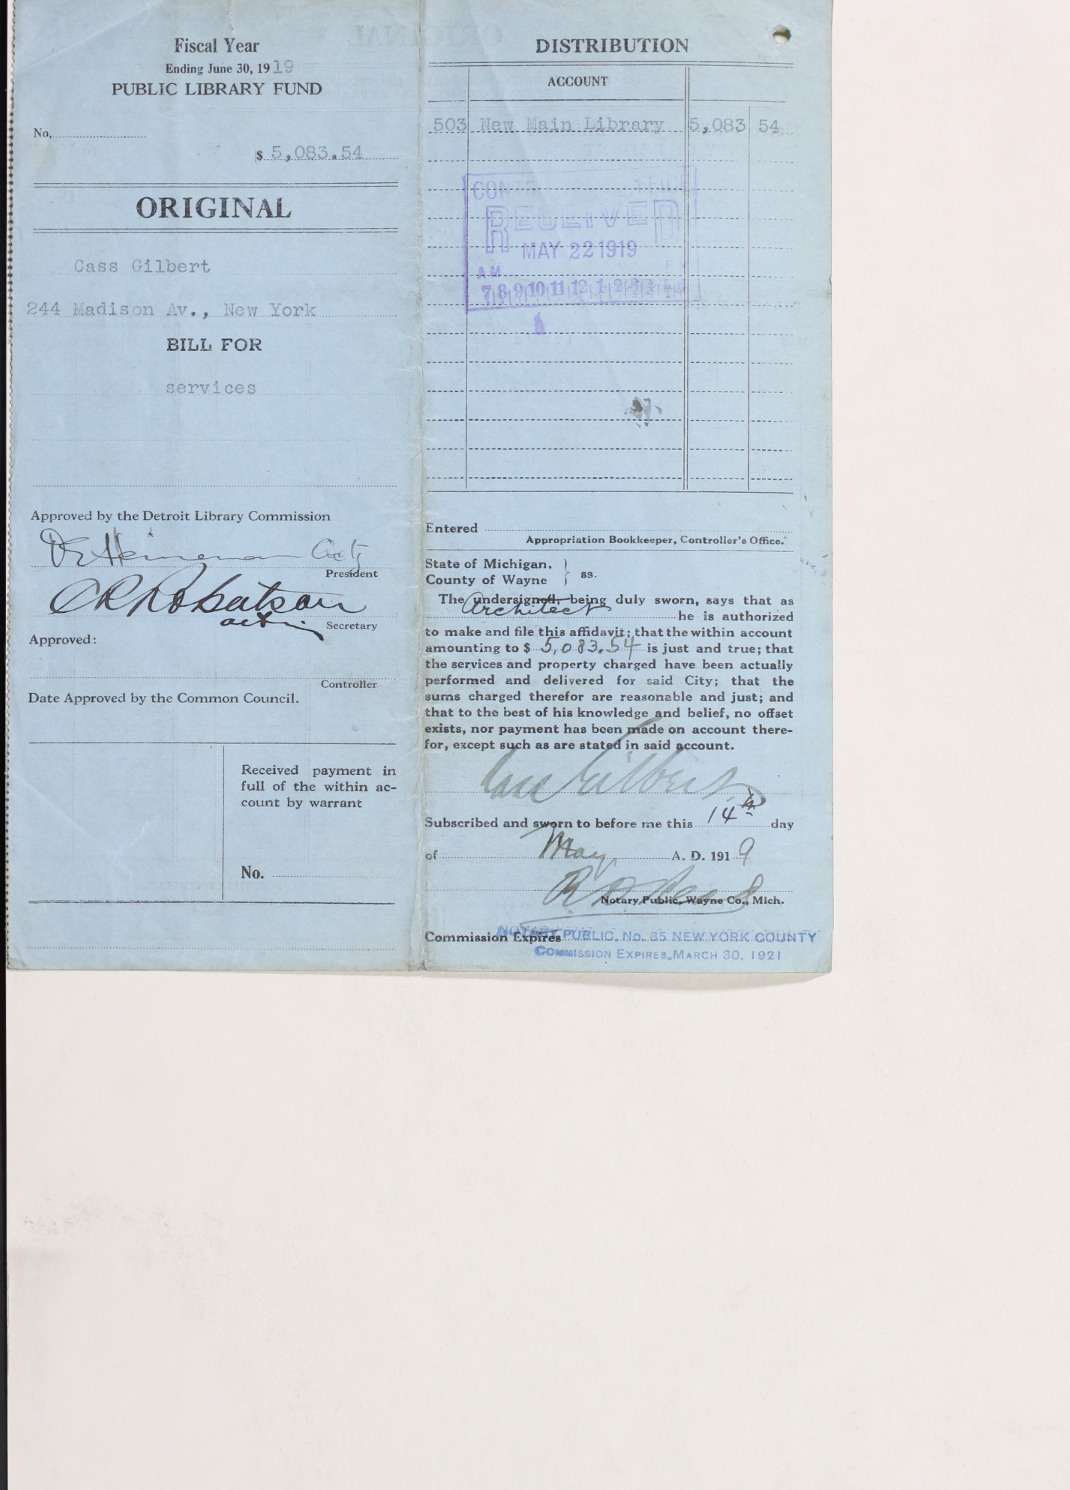 Fiscal Year
Ending June 30, 1919
PUBLIC LIBRARY FUND
No.
$ 5,083.54
ORIGINAL
Cass Gilbert
244 Madison Av., New York
BILL FOR
services
Approved by the Detroit Library Commission
President
C R Robertson
acting
Secretary
Approved:
Controller
Date Approved by the Common Council.
Received payment in
full of the within ac-
count by warrant
No.
DISTRIBUTION
ACCOUNT
503 New Main Library 5,083 54
RECEIVED
MAY 22 1919
AM
7 8 9 10 11 12 1 2 3 4
Entered
Appropriation Bookkeeper, Controller's Office.
State of Michigan,
County of Wayne } ss.
The undersigned, being duly sworn, says that as
Architect he is authorized
to make and file this affidavit; that the within account
amounting to $ 5,083.54 is just and true; that
the services and property charged have been actually
performed and delivered for said City; that the
sums charged therefor are reasonable and just; and
that to the best of his knowledge and belief, no offset
exists, nor payment has been made on account there-
for, except such as are stated in said account.
Cass Gilbert
Subscribed and sworn to before me this 14th day
of May A. D. 1919
Notary Public, Wayne Co., Mich.
Commission Expires
NOTARY PUBLIC. No. 35 NEW YORK COUNTY
COMMISSION EXPIRES, MARCH 30, 1921